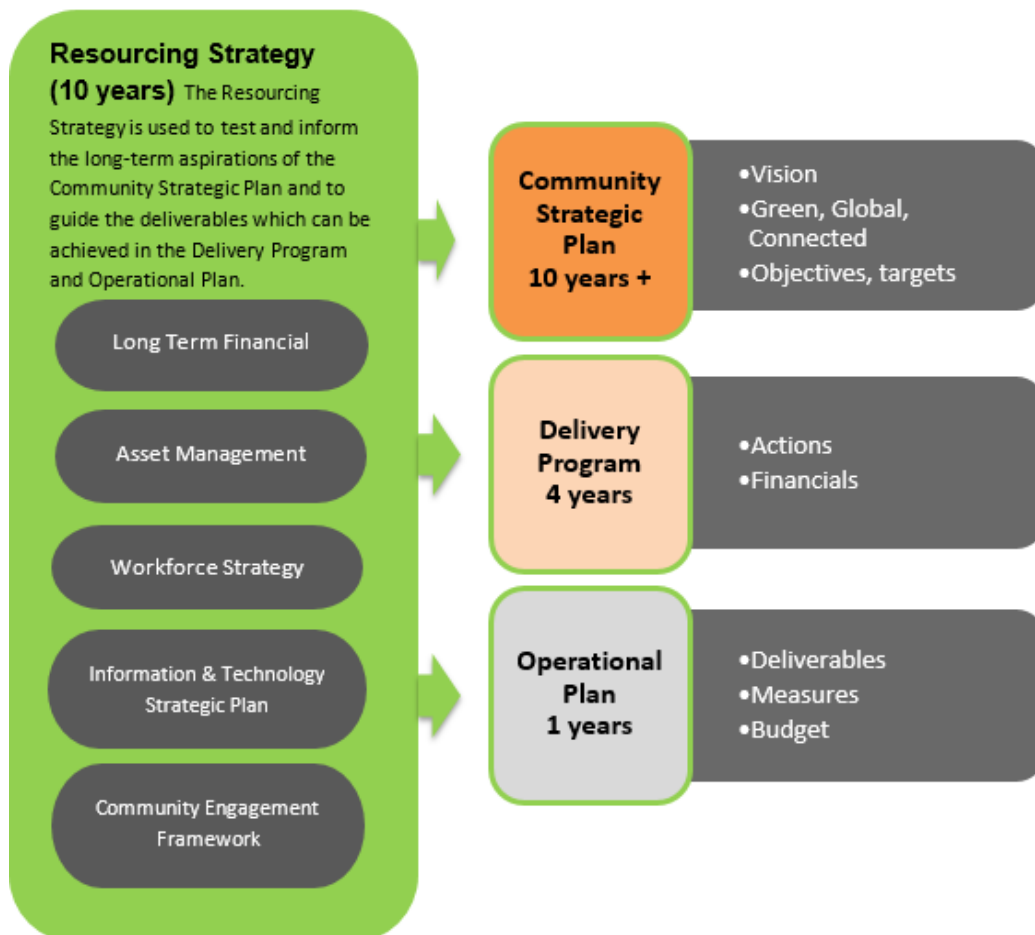 Resourcing Strategy
(10 years) The Resourcing
Strategy is used to test and inform
the long-term aspirations of the
Community Strategic Plan and to
guide the deliverables which can be
achieved in the Delivery Program
and Operational Plan.
Long Term Financial
Asset Management
Workforce Strategy
Information & Technology
Strategic Plan
Community Engagement
Framework
Community
Strategic
Plan
10 years +
•Vision
•Green, Global,
Connected
•Objectives, targets
Delivery
Program
4 years
•Actions
•Financials
Operational
Plan
1 years
•Deliverables
•Measures
•Budget